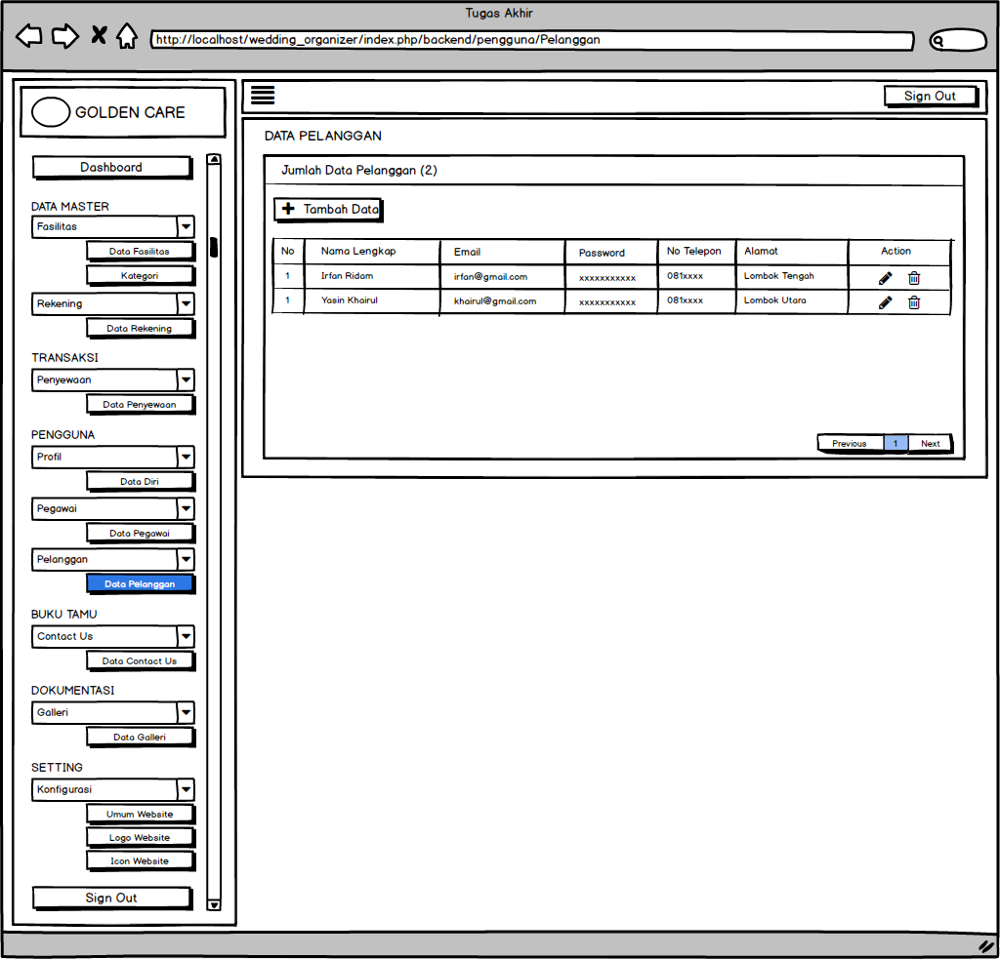 Tugas Akhir
http://localhost/wedding_organizer/index.php/backend/pengguna/Pelanggan
GOLDEN CARE
Dashboard
DATA MASTER
Fasilitas
Data Fasilitas
Kategori
Rekening
Data Rekening
TRANSAKSI
Penyewaan
Data Penyewaan
PENGGUNA
Profil
Data Diri
Pegawai
Data Pegawai
Pelanggan
Data Pelanggan
BUKU TAMU
Contact Us
Data Contact Us
DOKUMENTASI
Galleri
Data Galleri
SETTING
Konfigurasi
Umum Website
Logo Website
Icon Website
Sign Out
Sign Out
DATA PELANGGAN
Jumlah Data Pelanggan (2)
Tambah Data
No Nama Lengkap Email Password No Telepon Alamat Action
1 Irfan Ridam irfan@gmail.com xxxxxxxxxxx 081xxxx Lombok Tengah
1 Yasin Khairul khairul@gmail.com xxxxxxxxxxx 081xxxx Lombok Utara
Previous 1 Next